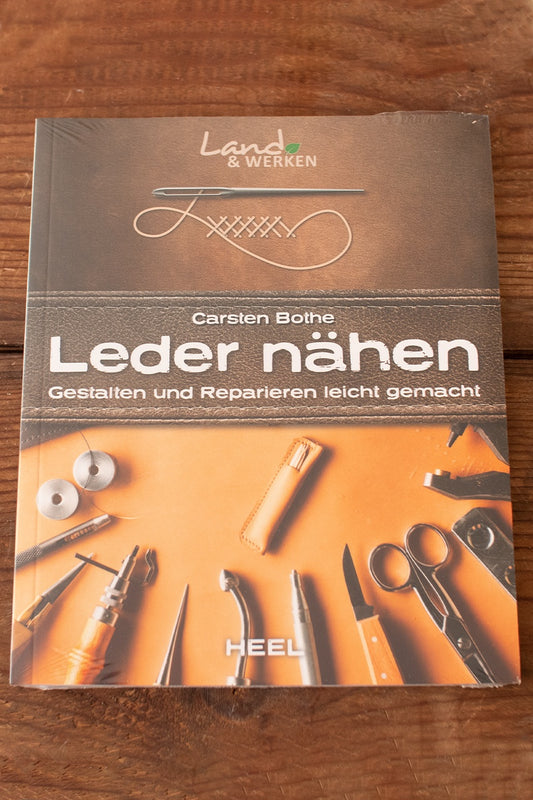 Land
& WERKEN
Carsten Bothe
Leder nähen
Gestalten und Reparieren leicht gemacht
HEEL